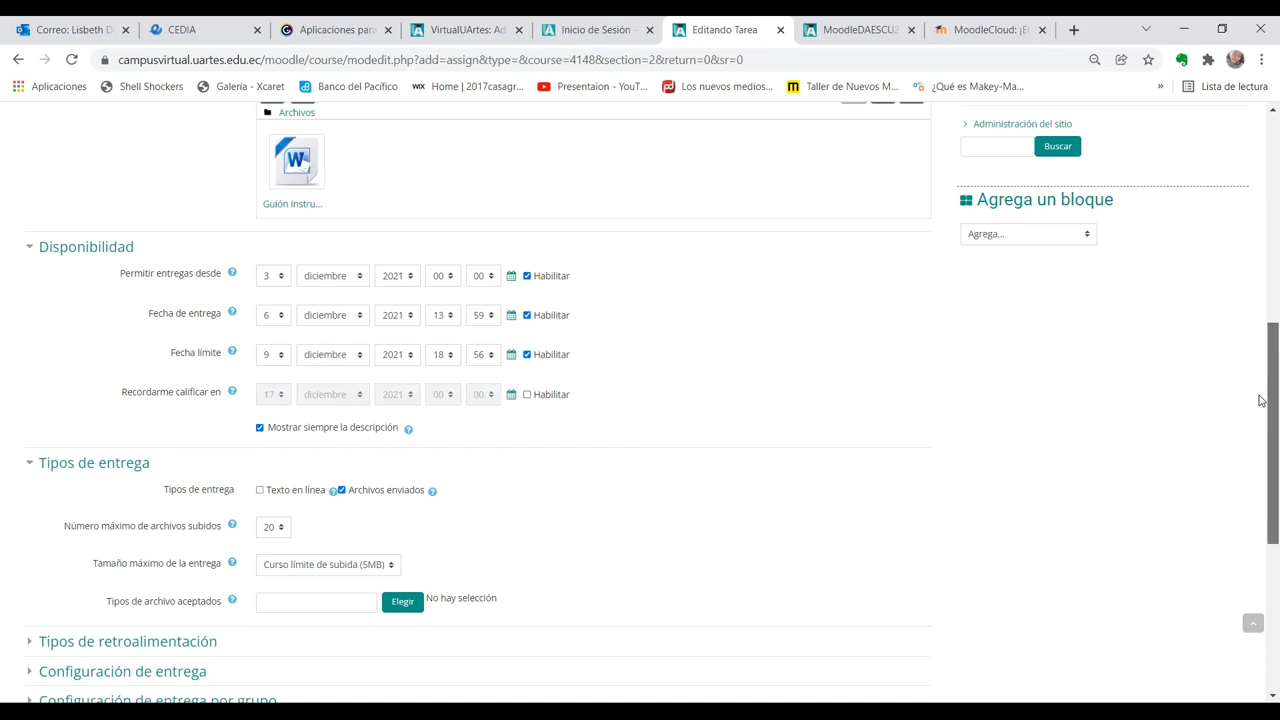 Correo: Lisbeth D
CEDIA
Aplicaciones para
VirtualUArtes: Ad
Inicio de Sesión
Editando Tarea
MoodleDAESCU2
MoodleCloud: ¡El
campusvirtual.uartes.edu.ec/moodle/course/modedit.php?add=assign&type=&course=4148&section=2&return=0&sr=0
Aplicaciones
Shell Shockers
Galería - Xcaret
Banco del Pacífico
WIX Home | 2017casagr...
Presentaion - YouT...
Los nuevos medios...
Taller de Nuevos M...
¿Qué es Makey-Ma...
»
Lista de lectura
Archivos
W
Guión Instru...
Administración del sitio
Buscar
Agrega un bloque
Agrega...
Disponibilidad
Permitir entregas desde ? 3 diciembre 2021 00 00 Habilitar
Fecha de entrega ? 6 diciembre 2021 13 59 Habilitar
Fecha límite ? 9 diciembre 2021 18 56 Habilitar
Recordarme calificar en ? 17 diciembre 2021 00 00 Habilitar
Mostrar siempre la descripción ?
Tipos de entrega
Tipos de entrega Texto en línea ? Archivos enviados ?
Número máximo de archivos subidos ? 20
Tamaño máximo de la entrega ? Curso límite de subida (5MB)
Tipos de archivo aceptados ? Elegir No hay selección
Tipos de retroalimentación
Configuración de entrega
Configuración de entrega por grupo